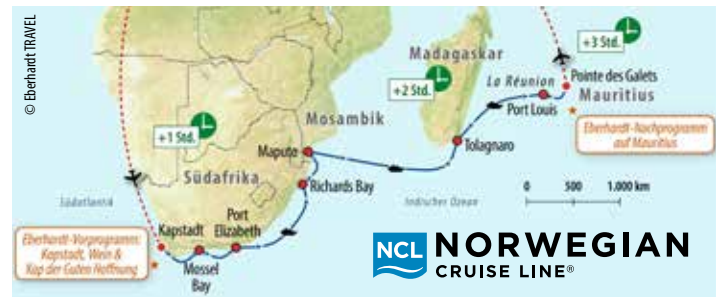 © Eberhardt TRAVEL
+3 Std.
Madagaskar
+2 Std.
La Réunion
Pointe des Galets
Port Louis
Mauritius
Mosambik
+1 Std.
Eberhardt-Nachprogramm
auf Mauritius
Maputo
Tolagnaro
Südafrika
Richards Bay
Südatlantik
Indischer Ozean
0 500 1.000 km
Port
Elizabeth
Kapstadt
Eberhardt-Vorprogramm:
Kapstadt, Wein &
Kap der Guten Hoffnung
Mossel
Bay
NCL NORWEGIAN
CRUISE LINE®